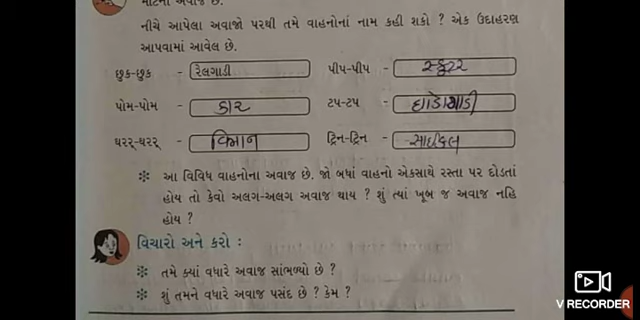 માટેનો અવાજ છે.
નીચે આપેલા અવાજો પરથી તમે વાહનોનાં નામ કહી શકો ? એક ઉદાહરણ
આપવામાં આવેલ છે.
છુક-છુક - રેલગાડી પીપ-પીપ - સ્કૂટર
પોમ-પોમ - કાર ટપ-ટપ - ઘોડાગાડી
ઘરર્-ઘરર્ - વિમાન ટ્રિન-ટ્રિન - સાઈકલ
❉ આ વિવિધ વાહનોના અવાજ છે. જો બધાં વાહનો એકસાથે રસ્તા પર દોડતાં
હોય તો કેવો અલગ-અલગ અવાજ થાય ? શું ત્યાં ખૂબ જ અવાજ નહિ
હોય ?
વિચારો અને કરો :
❉ તમે ક્યાં વધારે અવાજ સાંભળ્યો છે ?
❉ શું તમને વધારે અવાજ પસંદ છે ? કેમ ?
V RECORDER